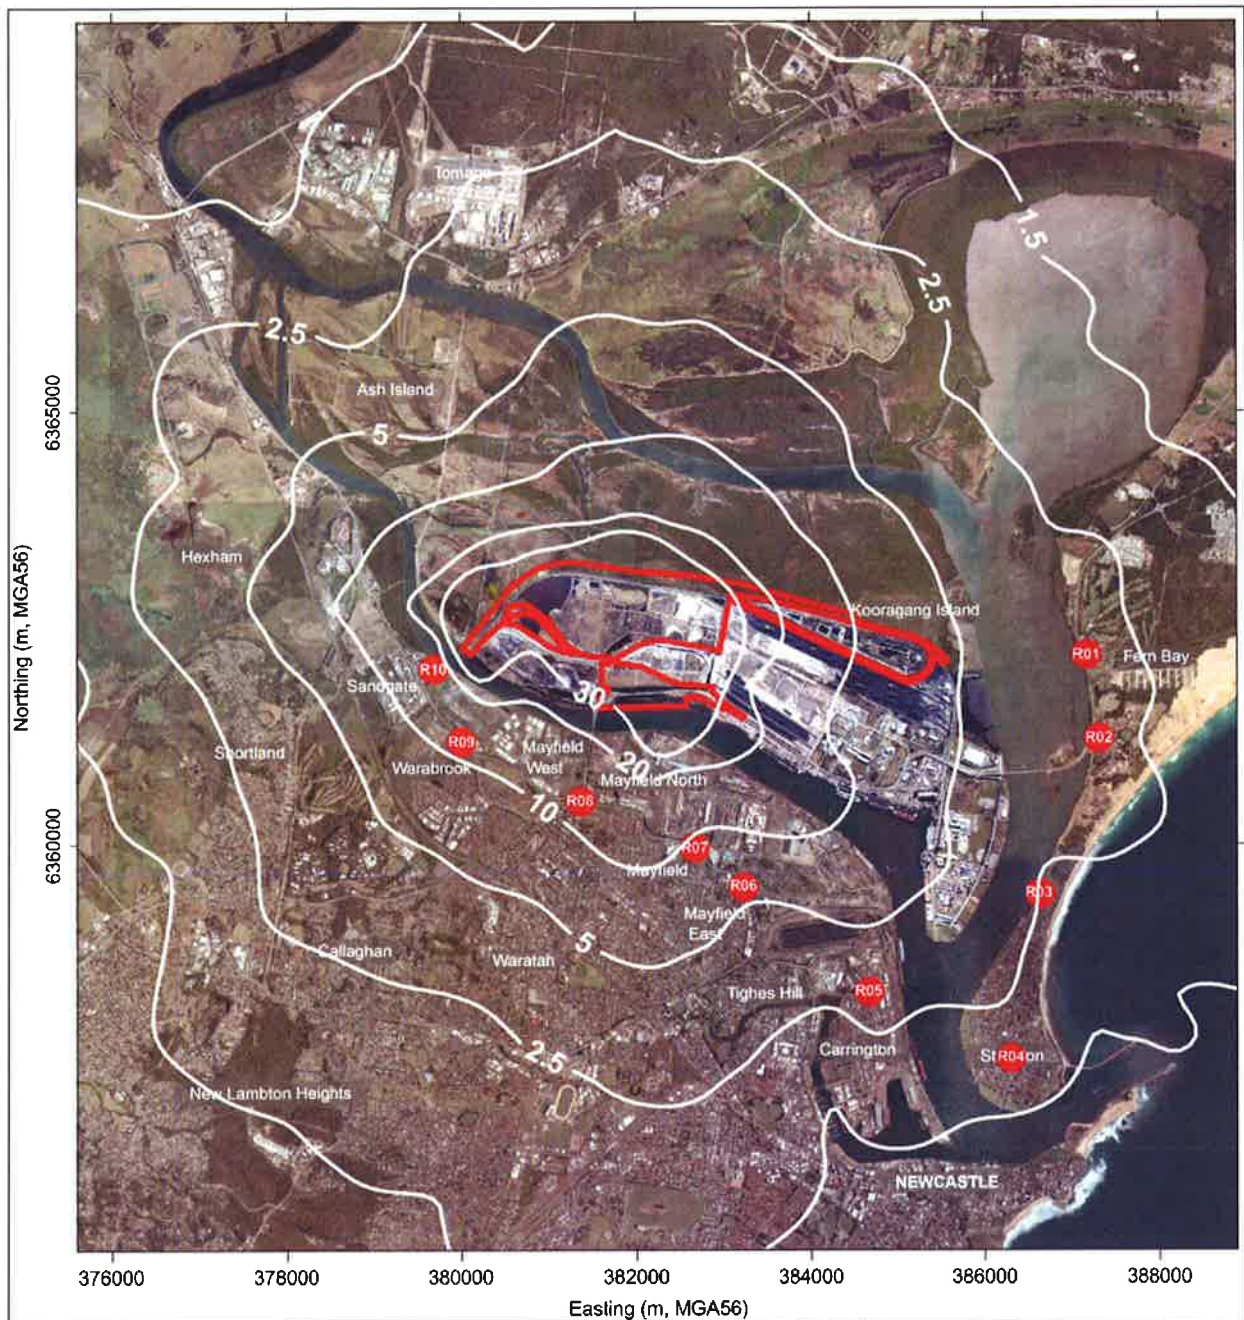 Tomago
1
1.5
2.5
2.5
Ash Island
5
6365000
Hexham
Kooragang Island
Northing (m, MGA56)
R01
Fern Bay
R10
Sandgate
30
R02
R09
Shortland
Warabrook
Mayfield
West
20
Mayfield North
R08
10
6360000
R07
Mayfield
R06
R03
Mayfield
East
5
Callaghan
Waratah
R05
Tighes Hill
2.5
Carrington
R04
New Lambton Heights
NEWCASTLE
376000 378000 380000 382000 384000 386000 388000
Easting (m, MGA56)